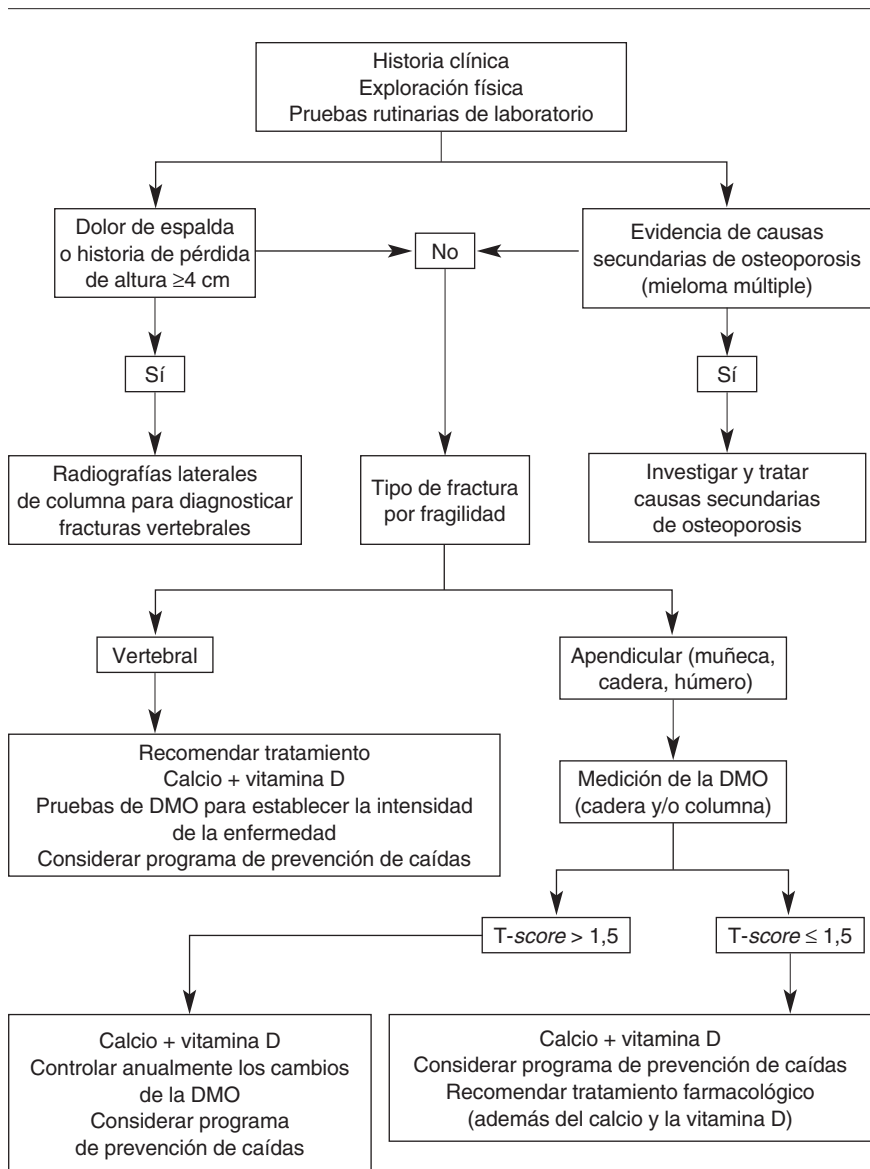 Historia clínica
Exploración física
Pruebas rutinarias de laboratorio
Dolor de espalda
o historia de pérdida
de altura ≥4 cm
No
Evidencia de causas
secundarias de osteoporosis
(mieloma múltiple)
Sí
Sí
Radiografías laterales
de columna para diagnosticar
fracturas vertebrales
Tipo de fractura
por fragilidad
Investigar y tratar
causas secundarias
de osteoporosis
Vertebral
Apendicular (muñeca,
cadera, húmero)
Recomendar tratamiento
Calcio + vitamina D
Pruebas de DMO para establecer la intensidad
de la enfermedad
Considerar programa de prevención de caídas
Medición de la DMO
(cadera y/o columna)
T-score > 1,5
T-score ≤ 1,5
Calcio + vitamina D
Controlar anualmente los cambios
de la DMO
Considerar programa
de prevención de caídas
Calcio + vitamina D
Considerar programa de prevención de caídas
Recomendar tratamiento farmacológico
(además del calcio y la vitamina D)